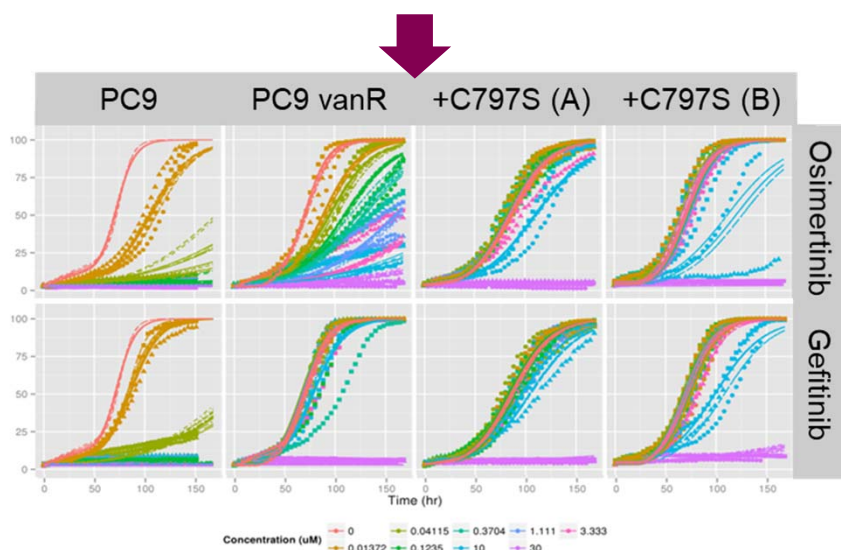 PC9 PC9 vanR +C797S (A) +C797S (B)
100
75
50
25
0
Osimertinib
100
75
50
25
0
Gefitinib
0 50 100 150 0 50 100 150 0 50 100 150 0 50 100 150
Time (hr)
Concentration (uM) 0 0.04115 0.3704 1.111 3.333
0.01372 0.1235 10 30